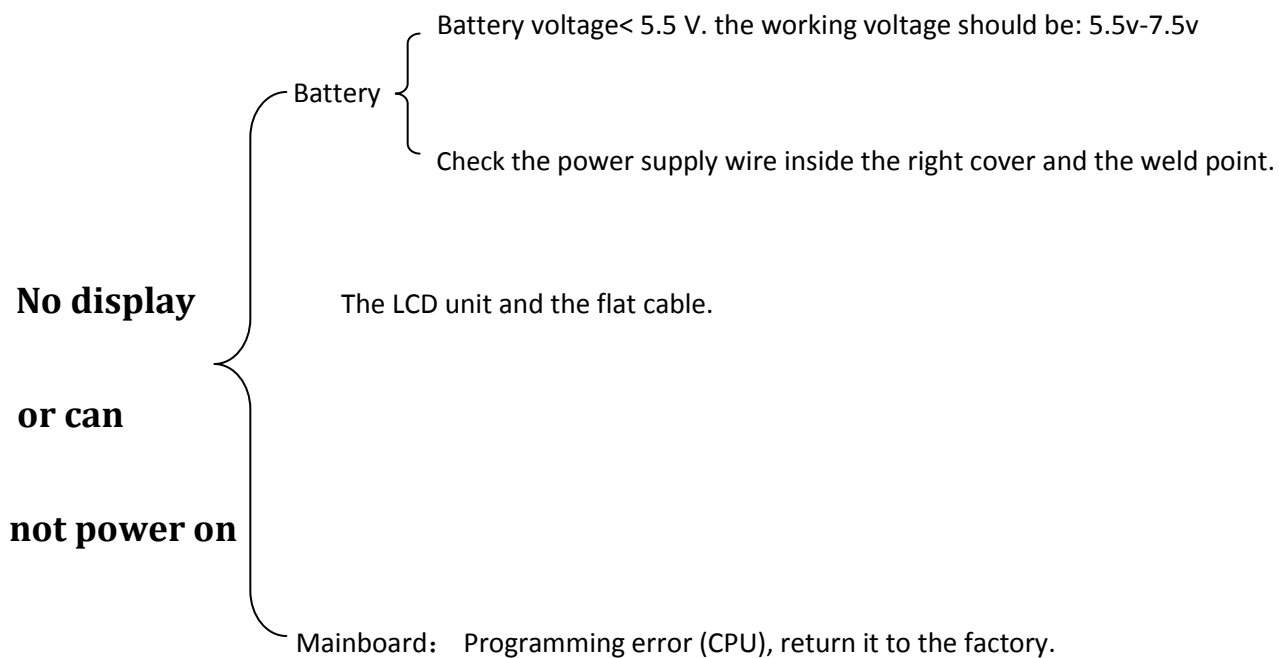 Battery voltage< 5.5 V. the working voltage should be: 5.5v-7.5v
Battery
Check the power supply wire inside the right cover and the weld point.
No display
The LCD unit and the flat cable.
or can
not power on
Mainboard： Programming error (CPU), return it to the factory.